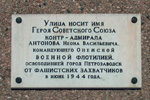 Улица носит имя
Героя Советского Союза
контр-адмирала
Антонова Неона Васильевича,
командующего Онежской
военной флотилией,
освободившей город Петрозаводск
от фашистских захватчиков
в июне 1944 года.